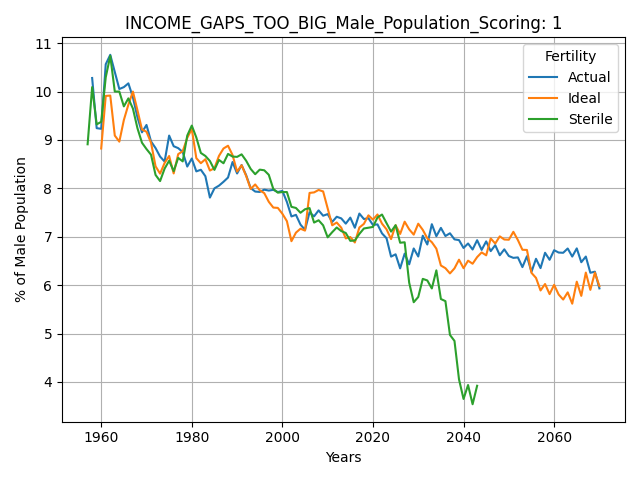 INCOME_GAPS_TOO_BIG_Male_Population_Scoring: 1
Fertility
Actual
Ideal
Sterile
% of Male Population
11
10
9
8
7
6
5
4
1960 1980 2000 2020 2040 2060
Years